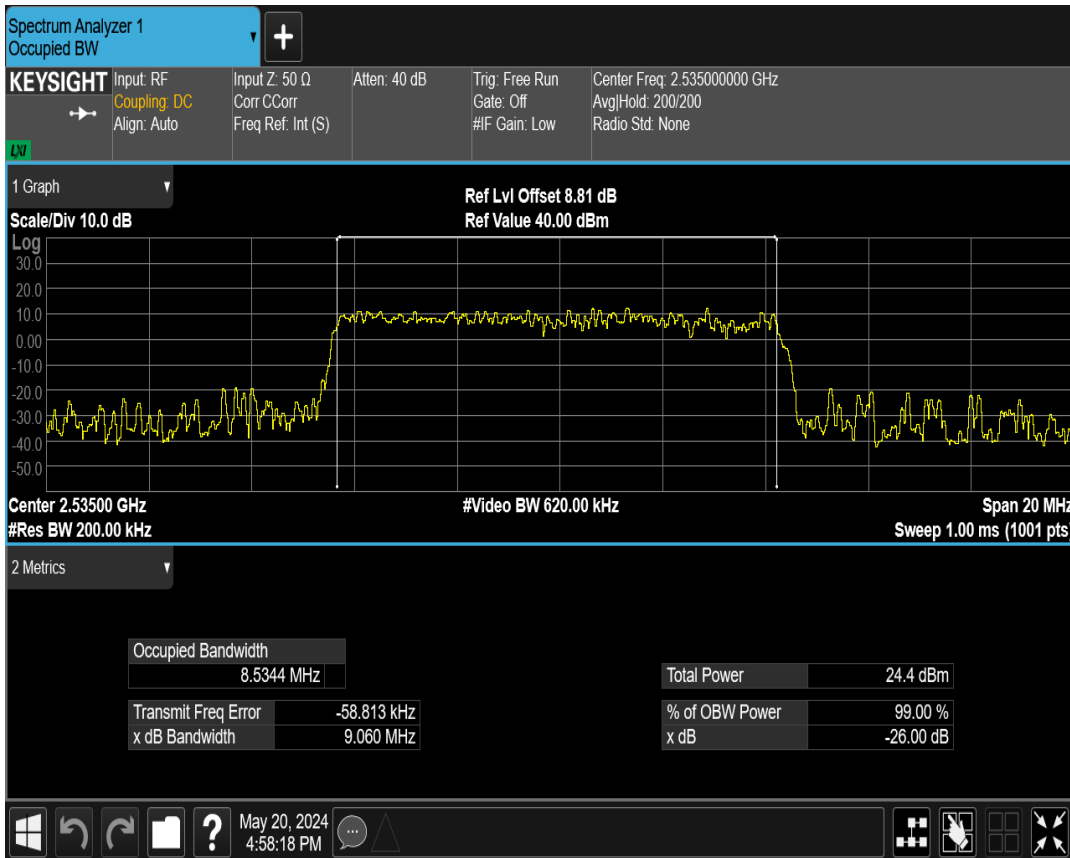 Spectrum Analyzer 1
Occupied BW
KEYSIGHT
LXI
Input: RF
Coupling: DC
Align: Auto
Input Z: 50 Ω
Corr CCorr
Freq Ref: Int (S)
Atten: 40 dB
Trig: Free Run
Gate: Off
#IF Gain: Low
Center Freq: 2.535000000 GHz
Avg|Hold: 200/200
Radio Std: None
1 Graph
Scale/Div 10.0 dB
Ref Lvl Offset 8.81 dB
Ref Value 40.00 dBm
Log
30.0
20.0
10.0
0.00
-10.0
-20.0
-30.0
-40.0
-50.0
Center 2.53500 GHz
#Res BW 200.00 kHz
#Video BW 620.00 kHz
Span 20 MHz
Sweep 1.00 ms (1001 pts)
2 Metrics
Occupied Bandwidth
8.5344 MHz
Total Power 24.4 dBm
Transmit Freq Error -58.813 kHz
x dB Bandwidth 9.060 MHz
% of OBW Power 99.00 %
x dB -26.00 dB
?
May 20, 2024
4:58:18 PM